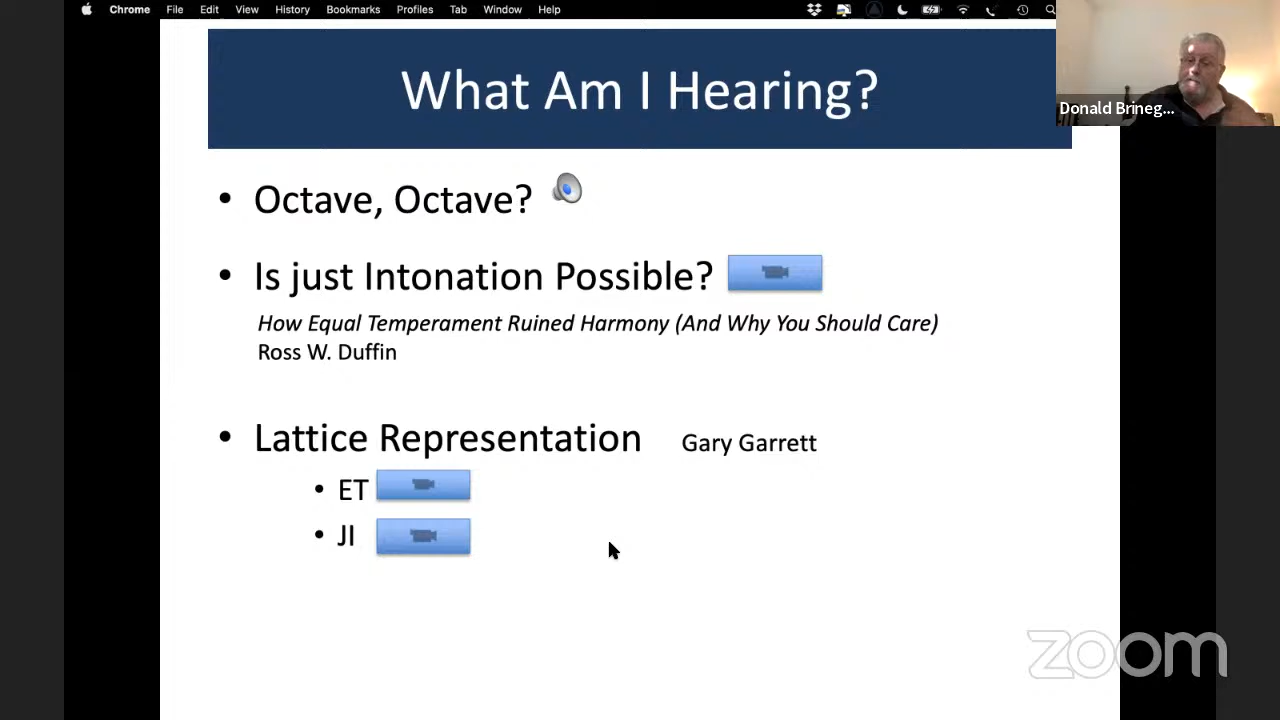 Chrome File Edit View History Bookmarks Profiles Tab Window Help
Donald Brineg...
What Am I Hearing?
• Octave, Octave?
• Is just Intonation Possible?
How Equal Temperament Ruined Harmony (And Why You Should Care)
Ross W. Duffin
• Lattice Representation Gary Garrett
• ET
• JI
zoom